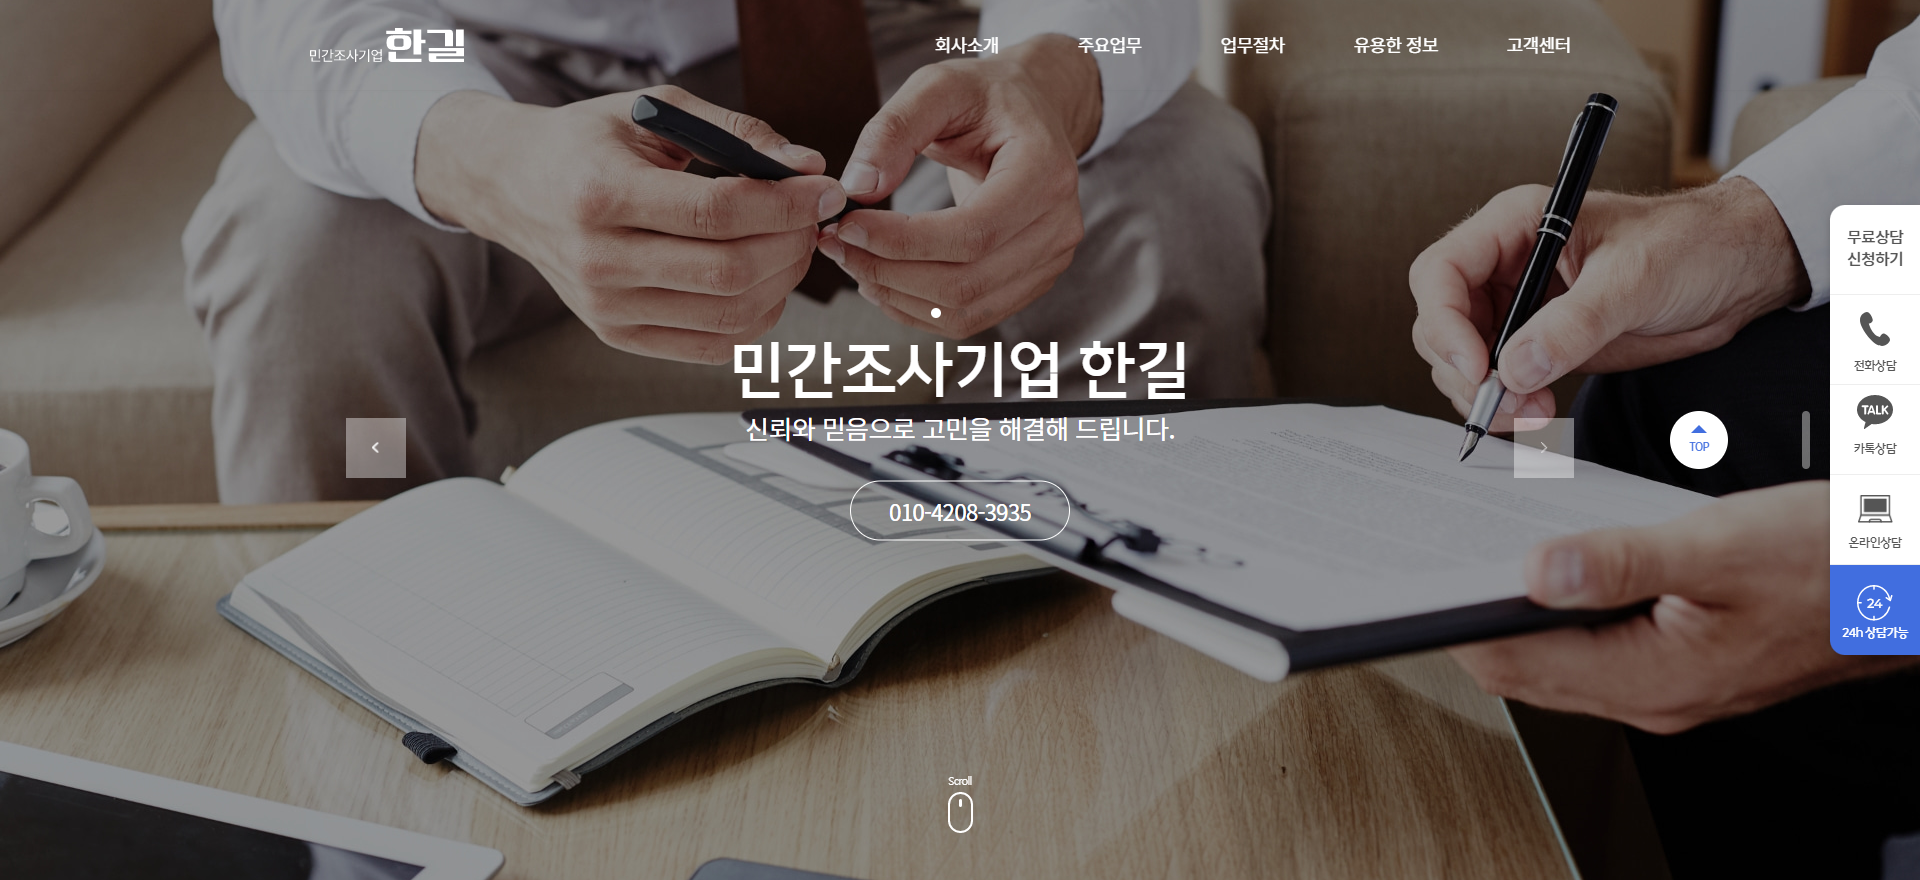 민간조사기업 한길
회사소개
주요업무
업무절차
유용한 정보
고객센터
무료상담
신청하기
전화상담
TALK
카톡상담
온라인상담
24
24h 상담가능
TOP
민간조사기업 한길
신뢰와 믿음으로 고민을 해결해 드립니다.
010-4208-3935
Scroll